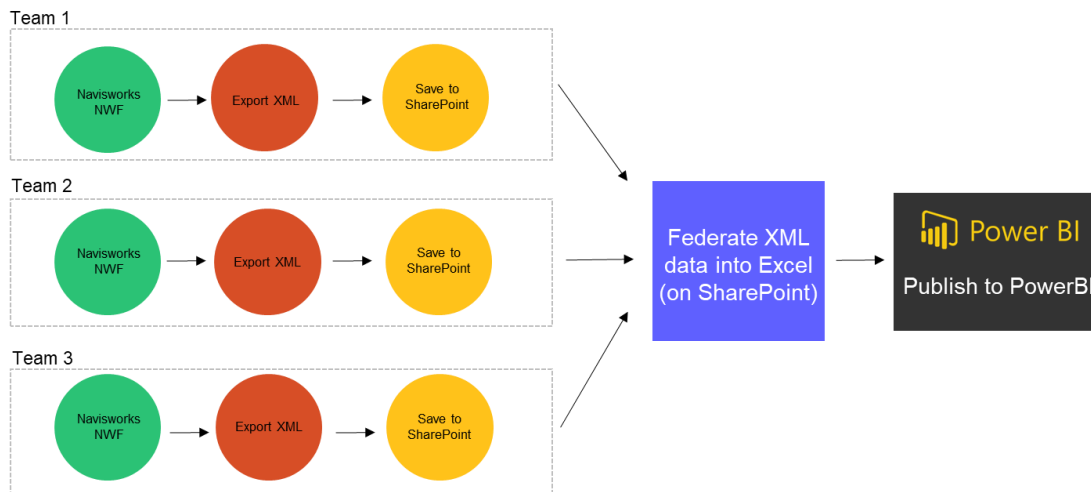 Team 1
Navisworks
NWF
Export XML
Save to
SharePoint
Team 2
Navisworks
NWF
Export XML
Save to
SharePoint
Team 3
Navisworks
NWF
Export XML
Save to
SharePoint
Federate XML
data into Excel
(on SharePoint)
Power BI
Publish to PowerBI